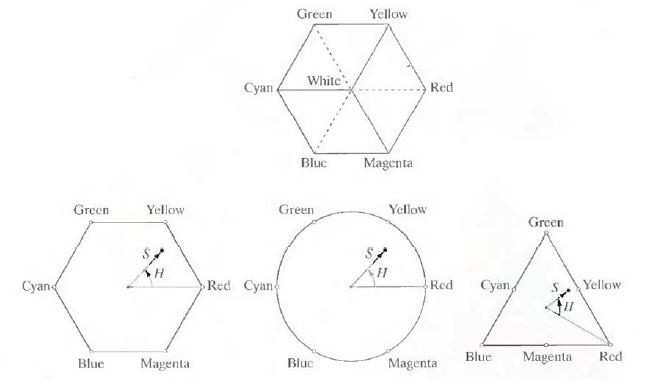 Green Yellow
Cyan White Red
Blue Magenta
Green Yellow
S
H
Cyan Red
Blue Magenta
Green Yellow
S
H
Cyan Red
Blue Magenta
Green
Cyan S Yellow
H
Blue Magenta Red